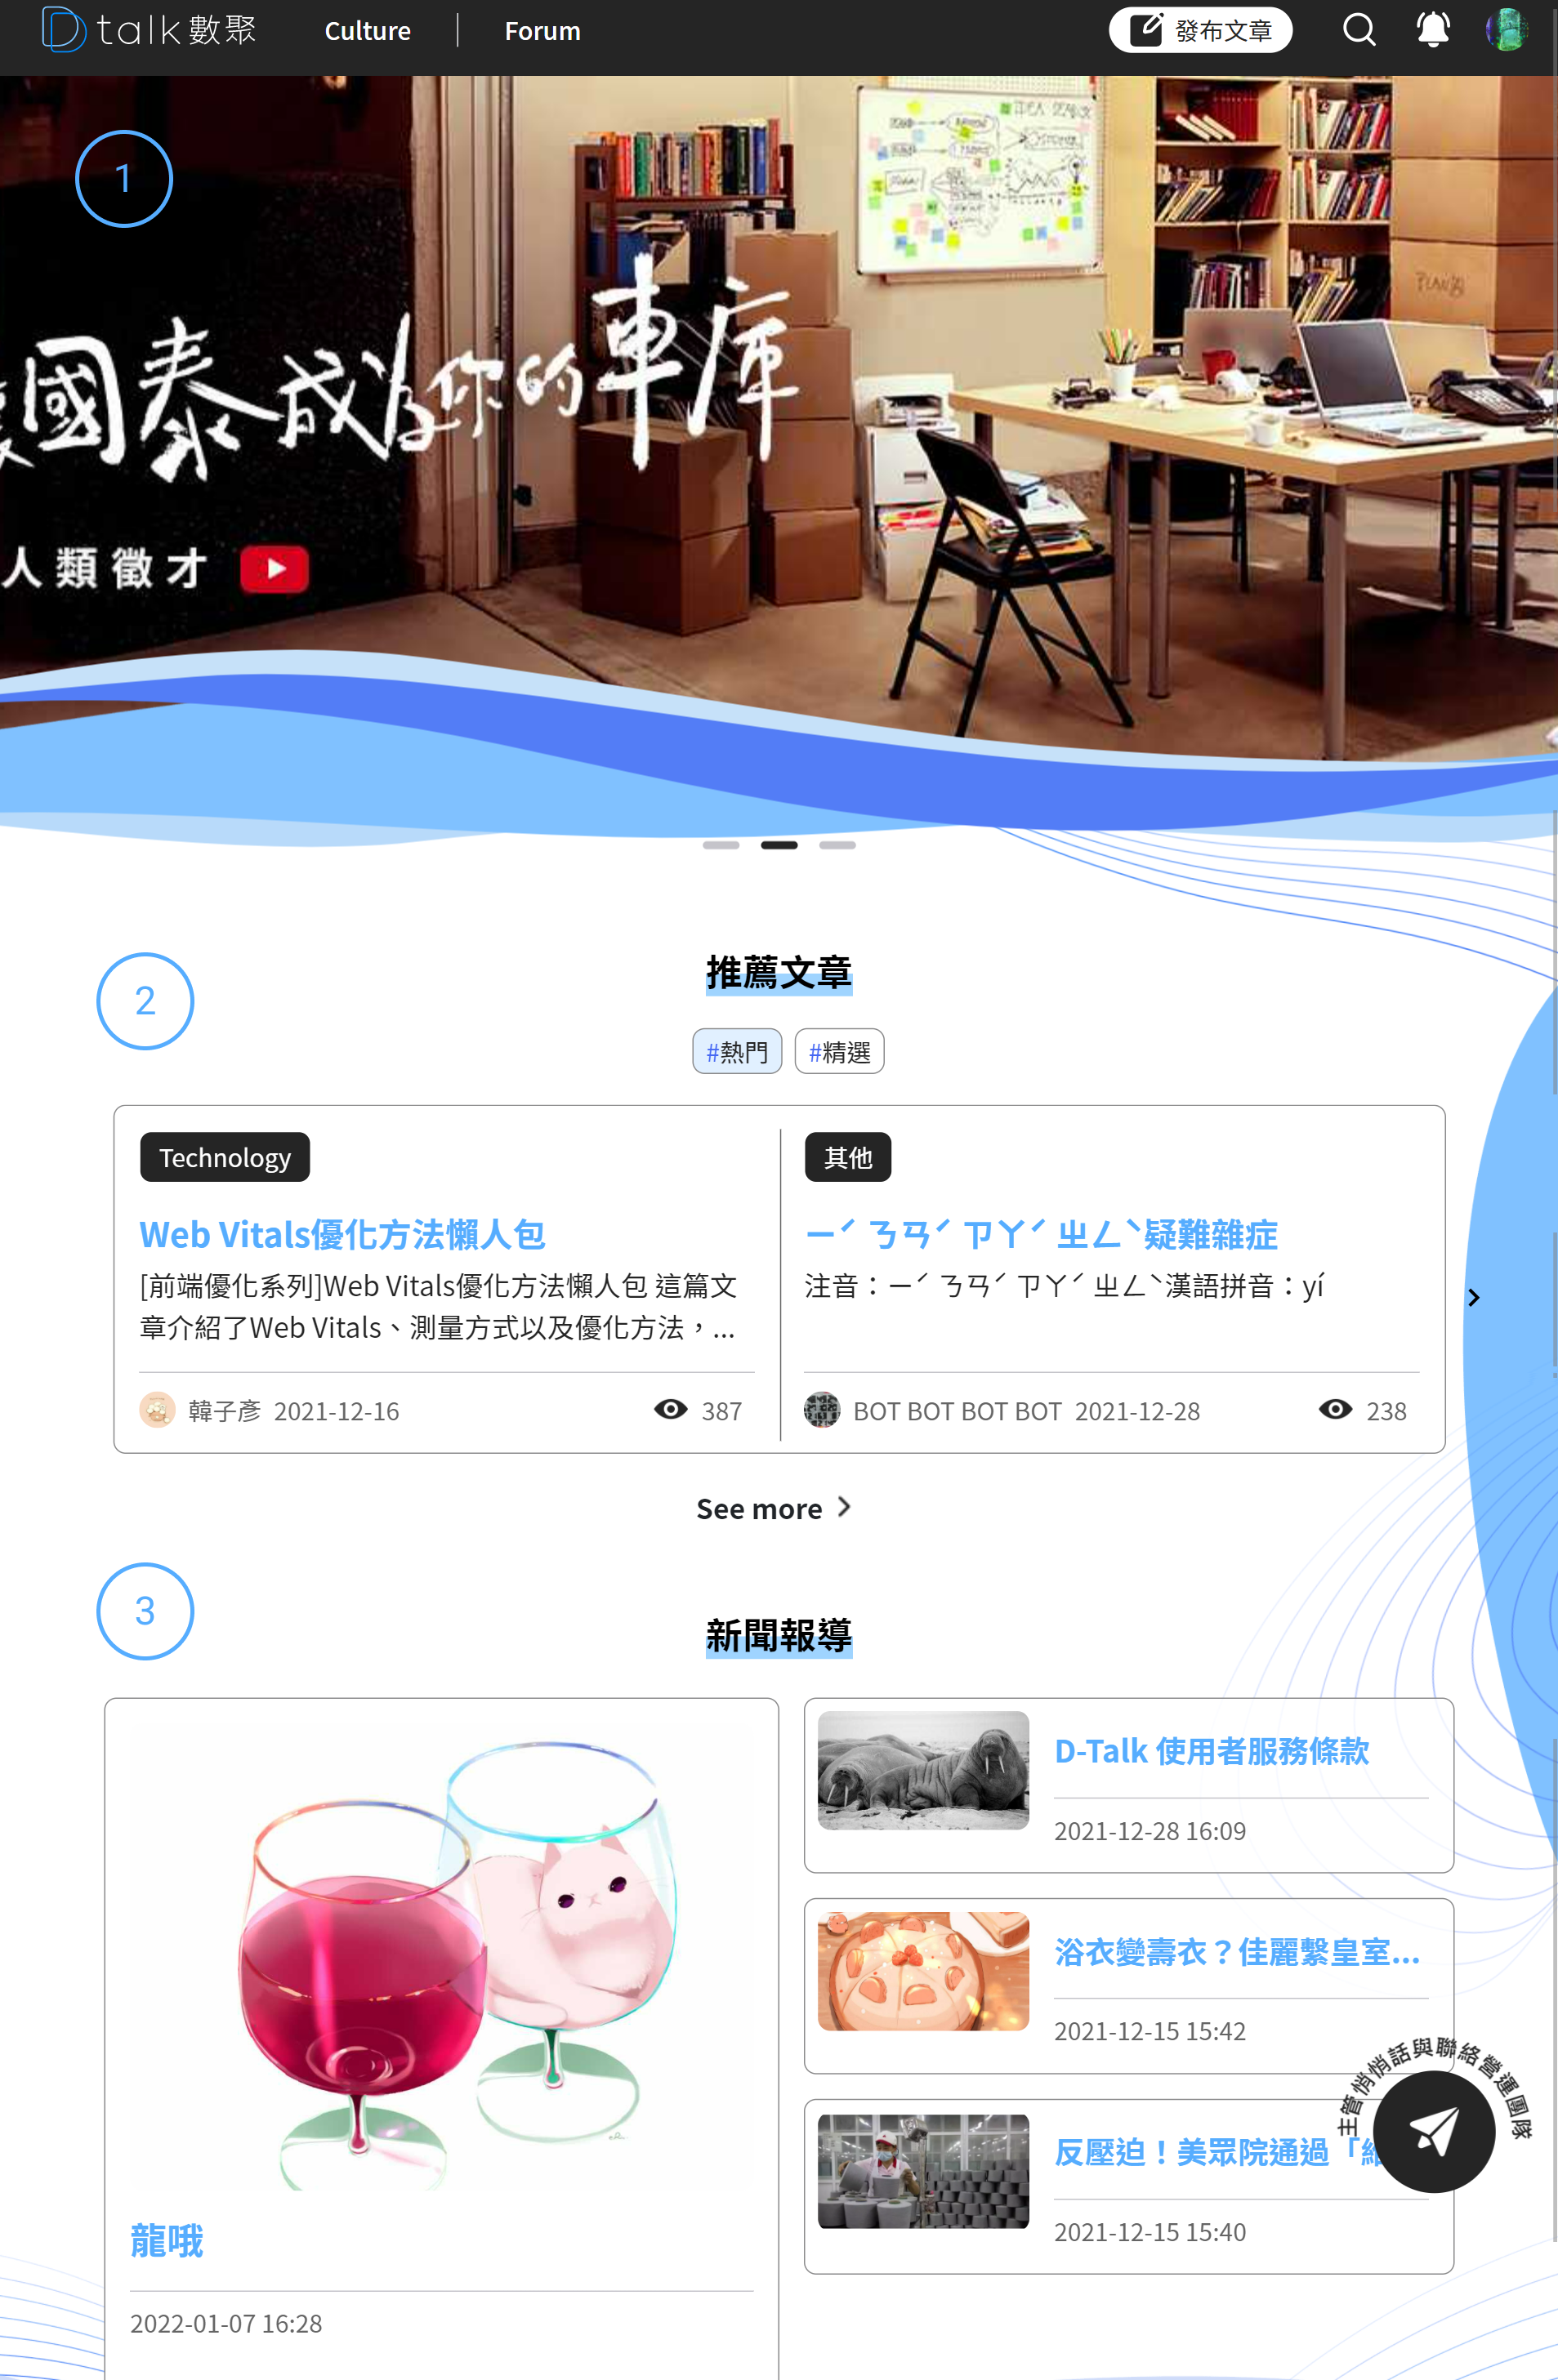 D talk 數聚
Culture
Forum
發布文章
1
IDEA SEARCH
國泰成為你的車庫
人類徵才
2
推薦文章
#熱門
#精選
Technology
Web Vitals優化方法懶人包
[前端優化系列]Web Vitals優化方法懶人包 這篇文
章介紹了Web Vitals、測量方式以及優化方法，...
韓子彥 2021-12-16
387
其他
ㄧˊ ㄋㄢˊ ㄗㄚˊ ㄓㄥˋ疑難雜症
注音：ㄧˊ ㄋㄢˊ ㄗㄚˊ ㄓㄥˋ漢語拼音：yí
BOT BOT BOT BOT 2021-12-28
238
See more
3
新聞報導
龍哦
2022-01-07 16:28
D-Talk 使用者服務條款
2021-12-28 16:09
浴衣變壽衣？佳麗繫皇室...
2021-12-15 15:42
反壓迫！美眾院通過「維
2021-12-15 15:40
主管悄悄話與聯絡營運團隊